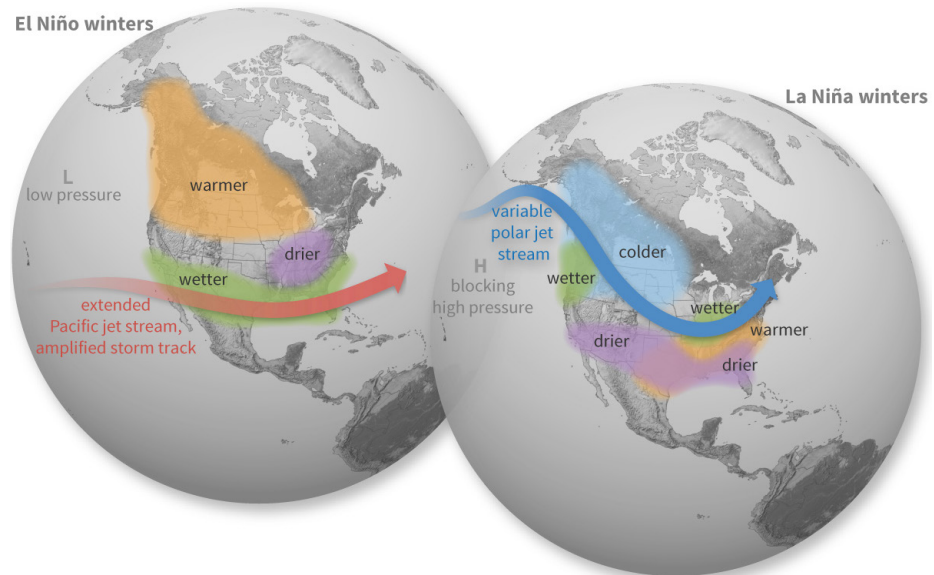 El Niño winters
L
low pressure
warmer
drier
wetter
extended
Pacific jet stream,
amplified storm track
La Niña winters
variable
polar jet
stream
colder
H
blocking
high pressure
wetter
wetter
warmer
drier
drier